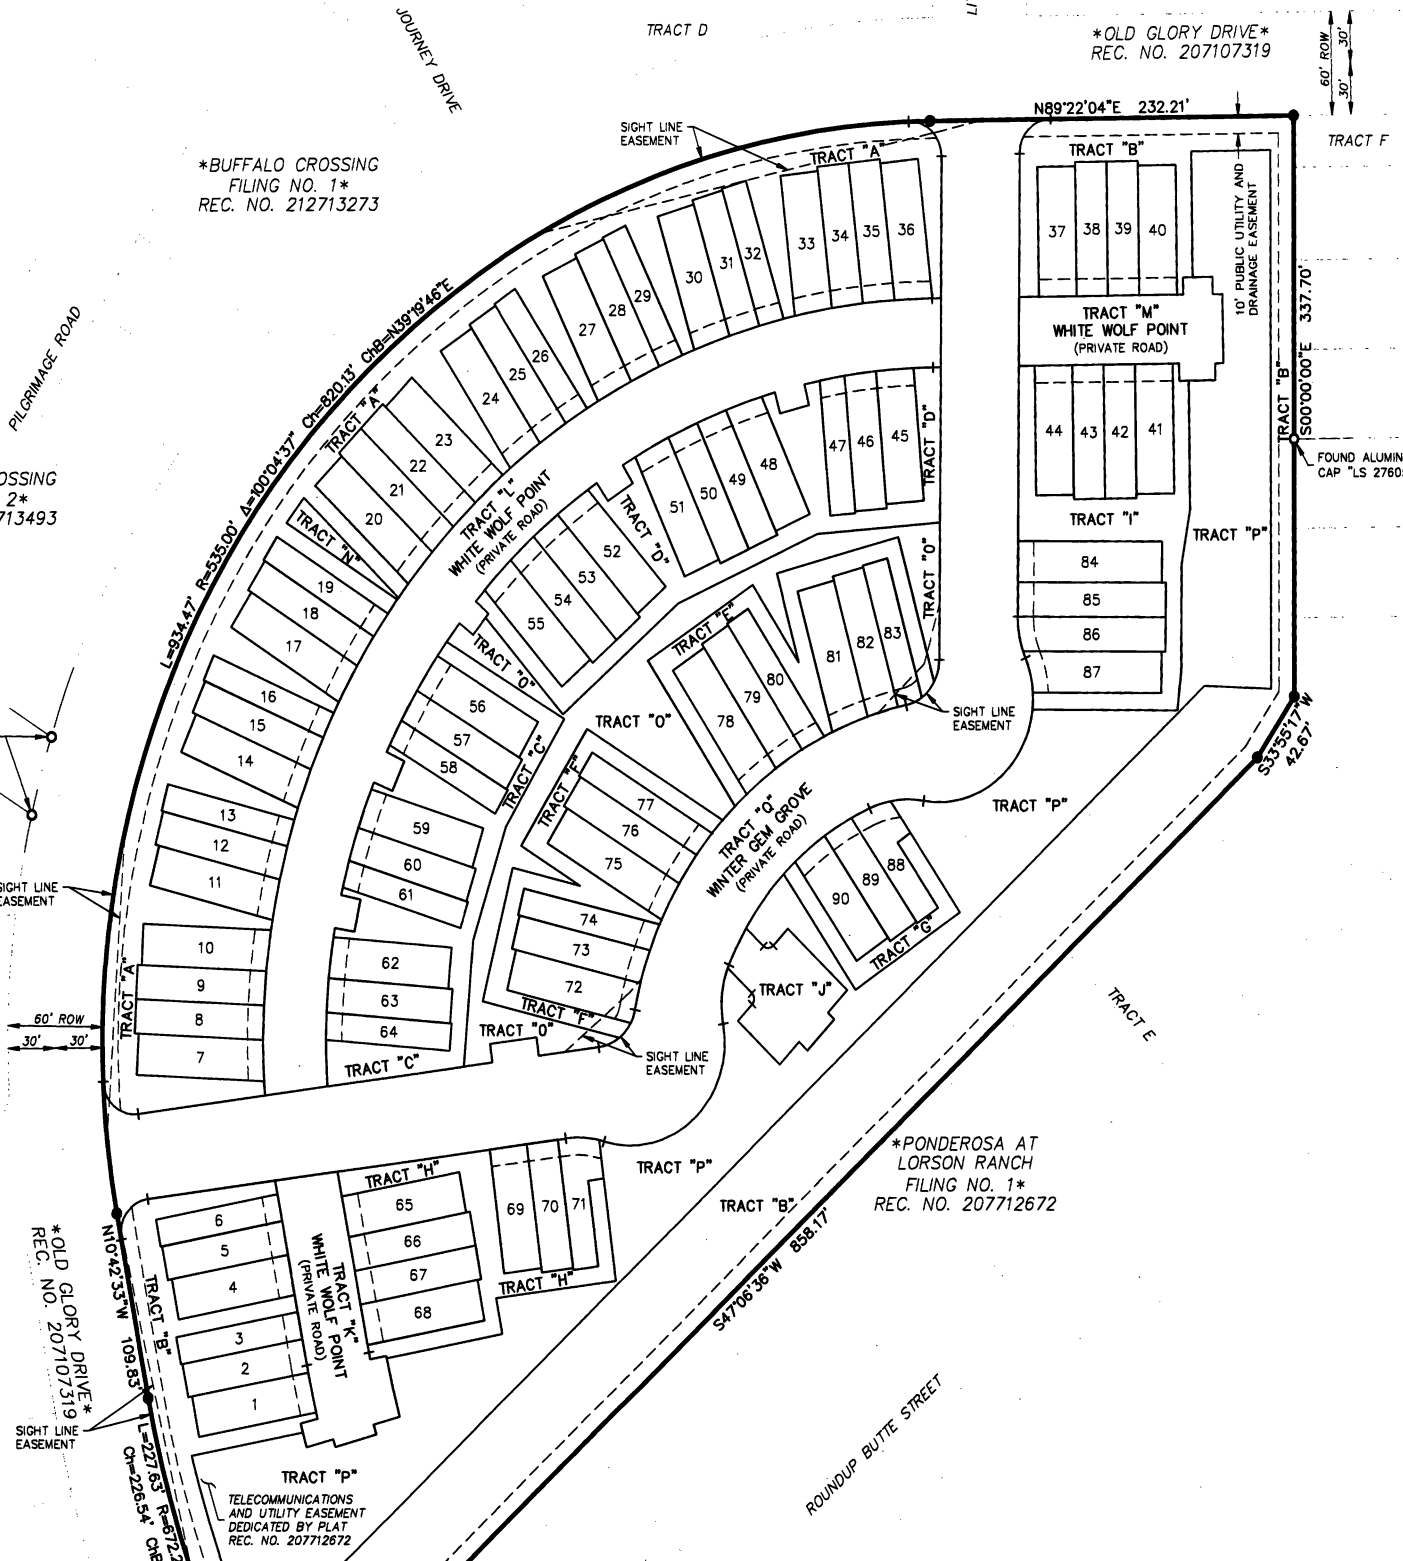 TRACT D
JOURNEY DRIVE
*OLD GLORY DRIVE*
REC. NO. 207107319
60' ROW
30'
30'
N89°22'04"E 232.21'
TRACT F
SIGHT LINE
EASEMENT
*BUFFALO CROSSING
FILING NO. 1*
REC. NO. 212713273
TRACT "A"
TRACT "B"
10' PUBLIC UTILITY AND
DRAINAGE EASEMENT
33
34
35
36
37
38
39
40
30
31
32
27
28
29
24
25
26
TRACT "M"
WHITE WOLF POINT
(PRIVATE ROAD)
S00°00'00"E 337.70'
TRACT "B"
PILGRIMAGE ROAD
L=934.47' R=535.00' Δ=100°04'37" Ch=820.13' ChB=N39°19'46"E
TRACT "A"
23
22
21
20
TRACT "N"
19
18
17
TRACT "L"
WHITE WOLF POINT
(PRIVATE ROAD)
47
46
45
TRACT "D"
48
49
50
51
TRACT "D"
52
53
54
55
44
43
42
41
TRACT "I"
FOUND ALUMIN
CAP "LS 2760
OSSING
2*
713493
TRACT "P"
84
85
86
87
TRACT "O"
TRACT "E"
81
82
83
80
79
78
SIGHT LINE
EASEMENT
16
15
14
TRACT "O"
56
57
58
TRACT "C"
TRACT "O"
TRACT "F"
77
76
75
S33°55'17"W
42.67'
TRACT "P"
TRACT "Q"
WINTER GEM GROVE
(PRIVATE ROAD)
13
12
11
59
60
61
SIGHT LINE
EASEMENT
88
89
90
TRACT "G"
74
73
72
TRACT "F"
TRACT "O"
10
9
8
7
TRACT "A"
62
63
64
TRACT "C"
TRACT "J"
TRACT E
60' ROW
30'
30'
SIGHT LINE
EASEMENT
*PONDEROSA AT
LORSON RANCH
FILING NO. 1*
REC. NO. 207712672
TRACT "P"
TRACT "B"
S47°06'36"W 858.17'
TRACT "H"
65
66
67
68
69
70
71
TRACT "H"
6
5
4
3
2
1
TRACT "K"
WHITE WOLF POINT
(PRIVATE ROAD)
N10°42'33"W 109.83'
TRACT "B"
*OLD GLORY DRIVE*
REC. NO. 207107319
SIGHT LINE
EASEMENT
L=227.63' R=672.2
Ch=226.54' ChB
TRACT "P"
TELECOMMUNICATIONS
AND UTILITY EASEMENT
DEDICATED BY PLAT
REC. NO. 207712672
ROUNDUP BUTTE STREET